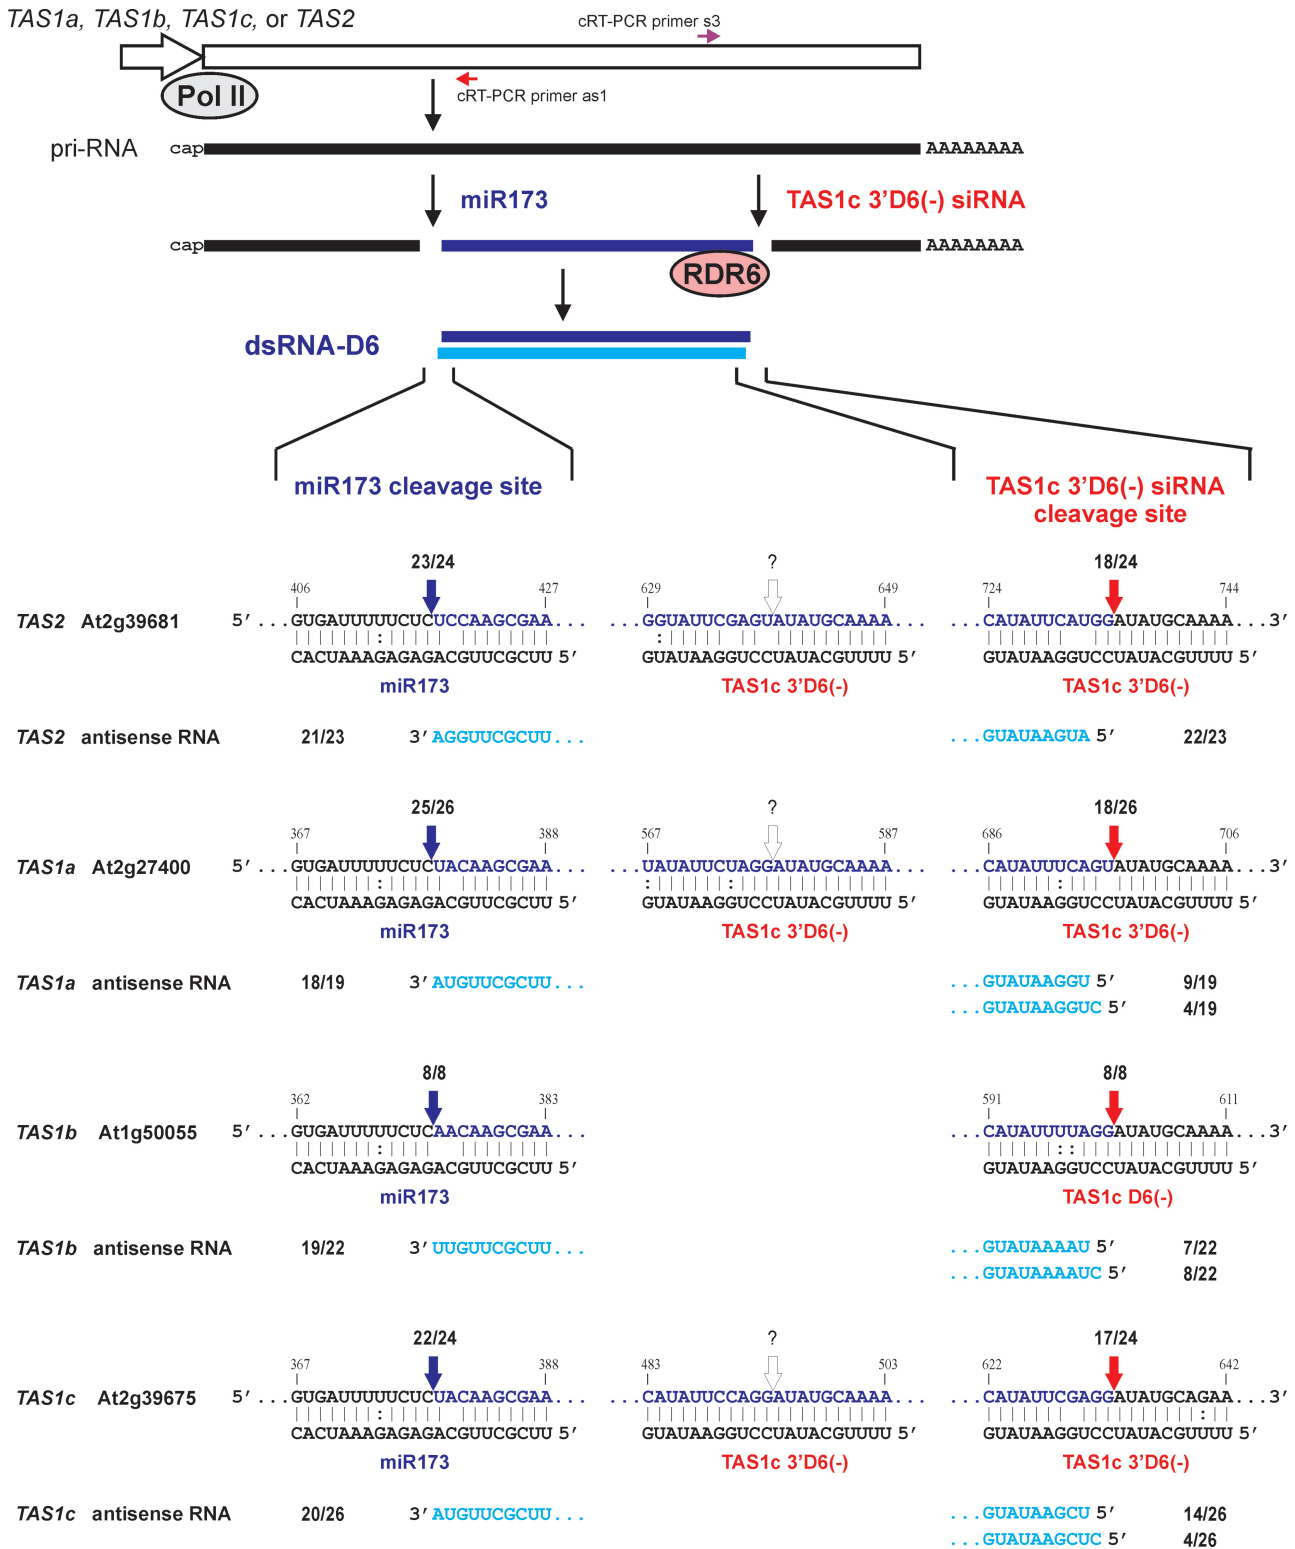 TAS1a, TAS1b, TAS1c, or TAS2
cRT-PCR primer s3
Pol II
cRT-PCR primer as1
pri-RNA cap AAAAAAAA
miR173 TAS1c 3'D6(-) siRNA
cap AAAAAAAA
RDR6
dsRNA-D6
miR173 cleavage site TAS1c 3'D6(-) siRNA
cleavage site
23/24 ? 18/24
406 427 629 649 724 744
TAS2 At2g39681 5' ...GUGAUUUUUCUCUCCAAGCGAA... ...GGUAUUCGAGUAUAUGCAAAA... ...CAUAUUCAUGGAUAUGCAAAA...3'
CACUAAAGAGAGACGUUCGCUU 5' GUAUAAGGUCCUAUACGUUUU 5' GUAUAAGGUCCUAUACGUUUU 5'
miR173 TAS1c 3'D6(-) TAS1c 3'D6(-)
TAS2 antisense RNA 21/23 3' AGGUUCGCUU... ...GUAUAAGUA 5' 22/23
25/26 ? 18/26
367 388 567 587 686 706
TAS1a At2g27400 5' ...GUGAUUUUUCUCUACAAGCGAA... ...UAUAUUCUAGGAUAUGCAAAA... ...CAUAUUUCAGUAUAUGCAAAA...3'
CACUAAAGAGAGACGUUCGCUU 5' GUAUAAGGUCCUAUACGUUUU 5' GUAUAAGGUCCUAUACGUUUU 5'
miR173 TAS1c 3'D6(-) TAS1c 3'D6(-)
TAS1a antisense RNA 18/19 3' AUGUUCGCUU... ...GUAUAAGGU 5' 9/19
...GUAUAAGGUC 5' 4/19
8/8 8/8
362 383 591 611
TAS1b At1g50055 5' ...GUGAUUUUUCUCAACAAGCGAA... ...CAUAUUUUAGGAUAUGCAAAA...3'
CACUAAAGAGAGACGUUCGCUU 5' GUAUAAGGUCCUAUACGUUUU 5'
miR173 TAS1c D6(-)
TAS1b antisense RNA 19/22 3' UUGUUCGCUU... ...GUAUAAAAU 5' 7/22
...GUAUAAAAUC 5' 8/22
22/24 ? 17/24
367 388 483 503 622 642
TAS1c At2g39675 5' ...GUGAUUUUUCUCUACAAGCGAA... ...CAUAUUCCAGGAUAUGCAAAA... ...CAUAUUCGAGGAUAUGCAGAA...3'
CACUAAAGAGAGACGUUCGCUU 5' GUAUAAGGUCCUAUACGUUUU 5' GUAUAAGGUCCUAUACGUUUU 5'
miR173 TAS1c 3'D6(-) TAS1c 3'D6(-)
TAS1c antisense RNA 20/26 3' AUGUUCGCUU... ...GUAUAAGCU 5' 14/26
...GUAUAAGCUC 5' 4/26